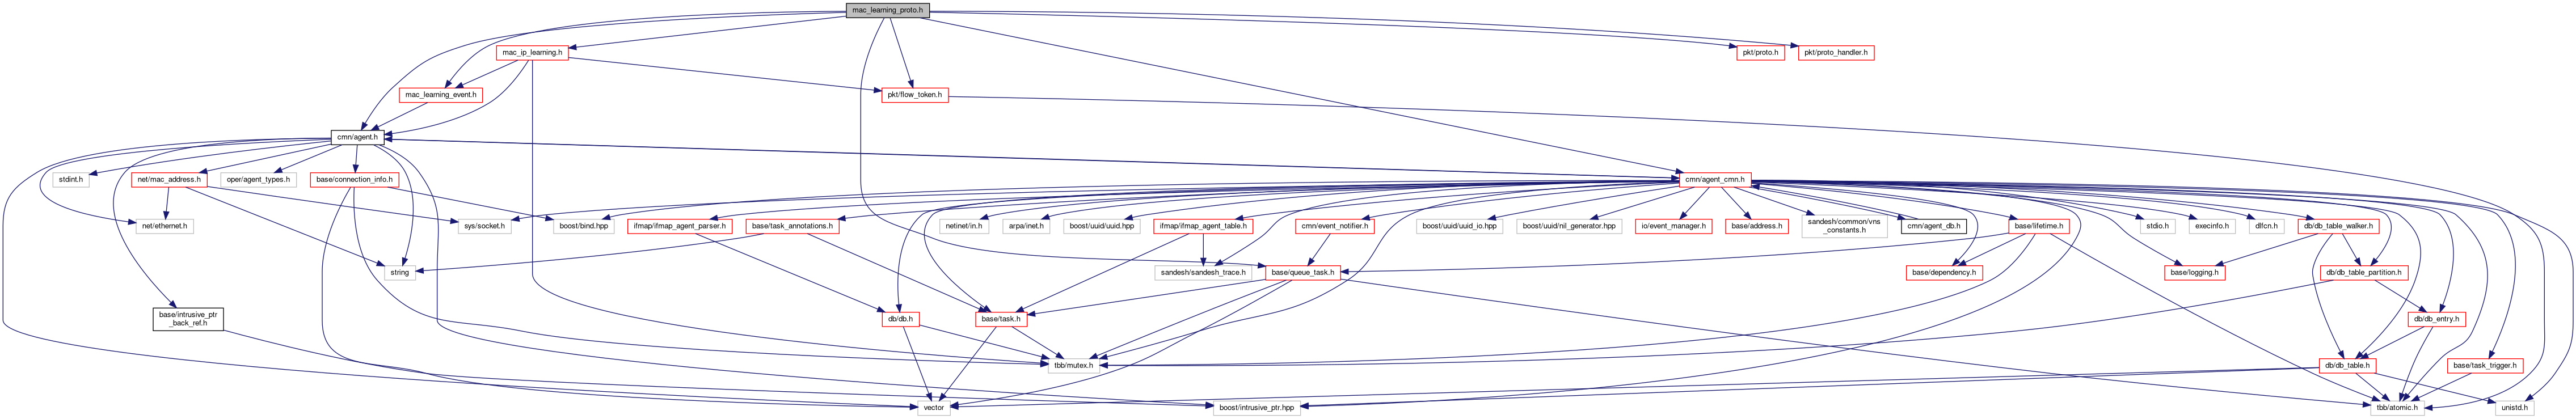 mac_learning_proto.h
mac_ip_learning.h
pkt/proto.h
pkt/proto_handler.h
mac_learning_event.h
pkt/flow_token.h
cmn/agent.h
stdint.h
net/mac_address.h
oper/agent_types.h
base/connection_info.h
cmn/agent_cmn.h
net/ethernet.h
sys/socket.h
boost/bind.hpp
ifmap/ifmap_agent_parser.h
base/task_annotations.h
netinet/in.h
arpa/inet.h
boost/uuid/uuid.hpp
ifmap/ifmap_agent_table.h
cmn/event_notifier.h
boost/uuid/uuid_io.hpp
boost/uuid/nil_generator.hpp
io/event_manager.h
base/address.h
sandesh/common/vns
_constants.h
cmn/agent_db.h
base/lifetime.h
stdio.h
execinfo.h
dlfcn.h
db/db_table_walker.h
string
sandesh/sandesh_trace.h
base/queue_task.h
base/dependency.h
base/logging.h
db/db_table_partition.h
base/intrusive_ptr
_back_ref.h
db/db.h
base/task.h
db/db_entry.h
tbb/mutex.h
db/db_table.h
base/task_trigger.h
vector
boost/intrusive_ptr.hpp
tbb/atomic.h
unistd.h